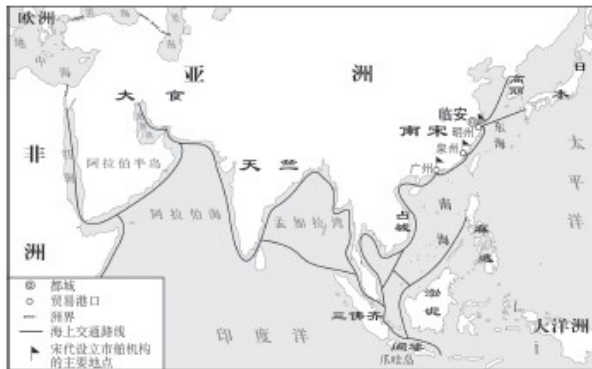 欧洲
地中海
亚洲
大食
高丽
日本
临安
南宋
明州
东海
泉州
广州
太平洋
非洲
阿拉伯半岛
天竺
阿拉伯海
孟加拉湾
占城
南海
麻逸
三佛齐
渤泥
阇婆
爪哇岛
印度洋
大洋洲
都城
贸易港口
洲界
海上交通路线
宋代设立市舶机构
的主要地点